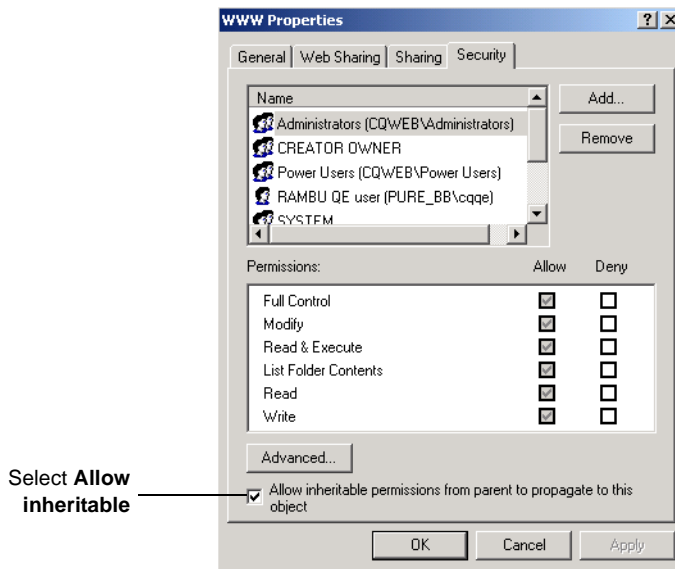 WWW Properties
General Web Sharing Sharing Security
Name
Administrators (CQWEB\Administrators)
CREATOR OWNER
Power Users (CQWEB\Power Users)
RAMBU QE user (PURE_BB\cqqe)
SYSTEM
Add...
Remove
Permissions: Allow Deny
Full Control
Modify
Read & Execute
List Folder Contents
Read
Write
Advanced...
Select Allow
inheritable
Allow inheritable permissions from parent to propagate to this
object
OK Cancel Apply